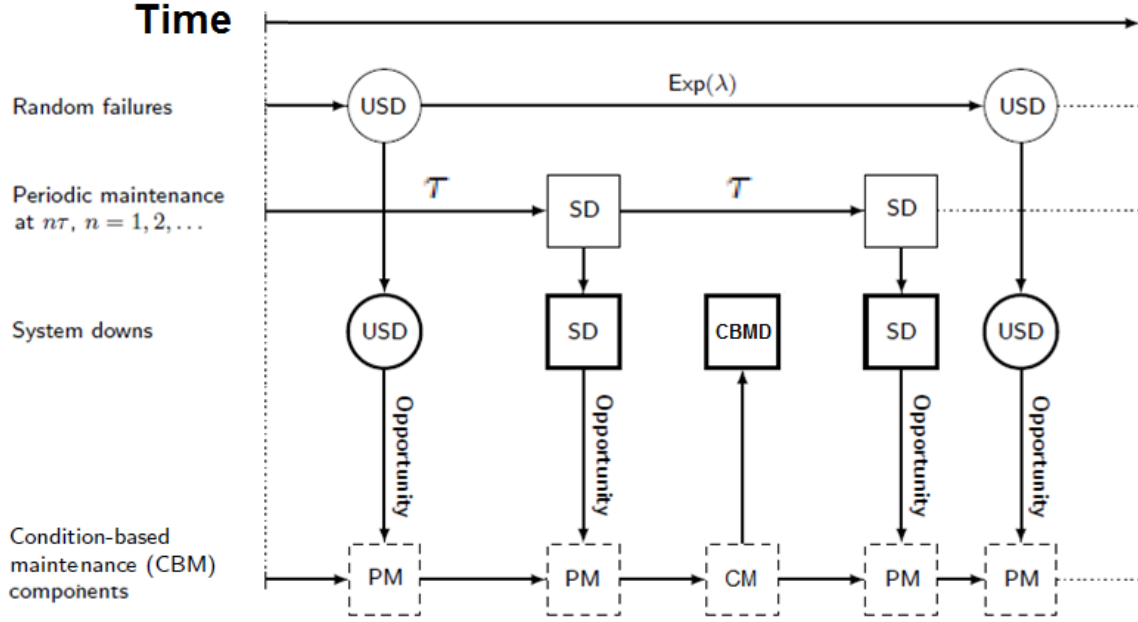 Time
Random failures
USD
Exp(λ)
USD
Periodic maintenance
at nτ, n = 1, 2, . . .
τ
SD
τ
SD
System downs
USD
SD
CBMD
SD
USD
Opportunity
Opportunity
Opportunity
Opportunity
Condition-based
maintenance (CBM)
components
PM
PM
CM
PM
PM